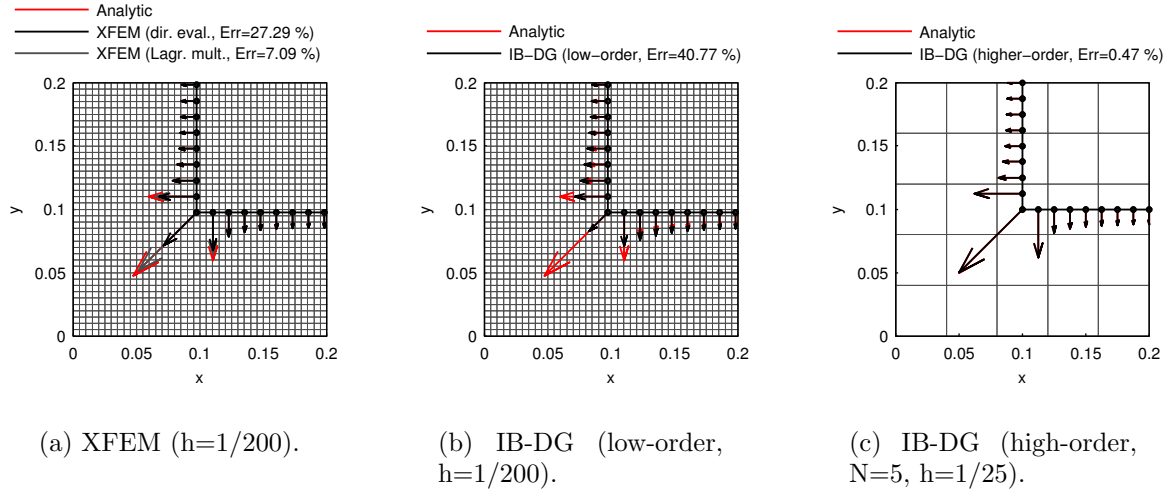 Analytic
XFEM (dir. eval., Err=27.29 %)
XFEM (Lagr. mult., Err=7.09 %)
0.2
0.15
y
0.1
0.05
0
0
0.05
0.1
0.15
0.2
x
(a) XFEM (h=1/200).
Analytic
IB−DG (low−order, Err=40.77 %)
0.2
0.15
y
0.1
0.05
0
0
0.05
0.1
0.15
0.2
x
(b) IB-DG (low-order,
h=1/200).
Analytic
IB−DG (higher−order, Err=0.47 %)
0.2
0.15
y
0.1
0.05
0
0
0.05
0.1
0.15
0.2
x
(c) IB-DG (high-order,
N=5, h=1/25).